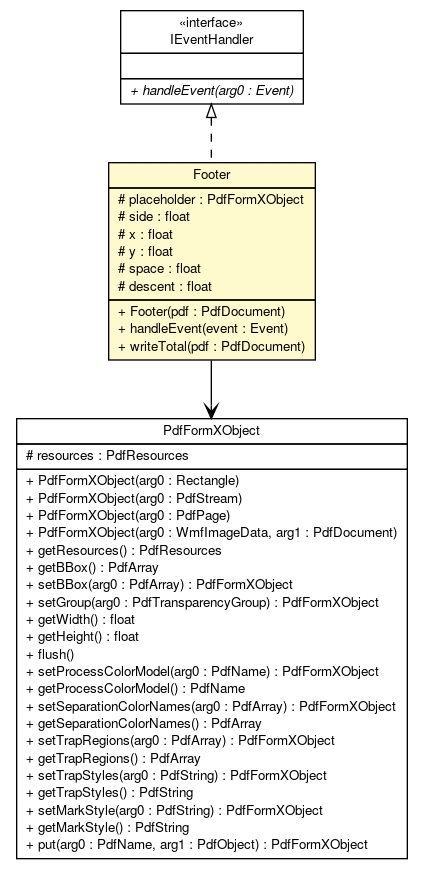 «interface»
IEventHandler
+ handleEvent(arg0 : Event)
Footer
# placeholder : PdfFormXObject
# side : float
# x : float
# y : float
# space : float
# descent : float
+ Footer(pdf : PdfDocument)
+ handleEvent(event : Event)
+ writeTotal(pdf : PdfDocument)
PdfFormXObject
# resources : PdfResources
+ PdfFormXObject(arg0 : Rectangle)
+ PdfFormXObject(arg0 : PdfStream)
+ PdfFormXObject(arg0 : PdfPage)
+ PdfFormXObject(arg0 : WmfImageData, arg1 : PdfDocument)
+ getResources() : PdfResources
+ getBBox() : PdfArray
+ setBBox(arg0 : PdfArray) : PdfFormXObject
+ setGroup(arg0 : PdfTransparencyGroup) : PdfFormXObject
+ getWidth() : float
+ getHeight() : float
+ flush()
+ setProcessColorModel(arg0 : PdfName) : PdfFormXObject
+ getProcessColorModel() : PdfName
+ setSeparationColorNames(arg0 : PdfArray) : PdfFormXObject
+ getSeparationColorNames() : PdfArray
+ setTrapRegions(arg0 : PdfArray) : PdfFormXObject
+ getTrapRegions() : PdfArray
+ setTrapStyles(arg0 : PdfString) : PdfFormXObject
+ getTrapStyles() : PdfString
+ setMarkStyle(arg0 : PdfString) : PdfFormXObject
+ getMarkStyle() : PdfString
+ put(arg0 : PdfName, arg1 : PdfObject) : PdfFormXObject